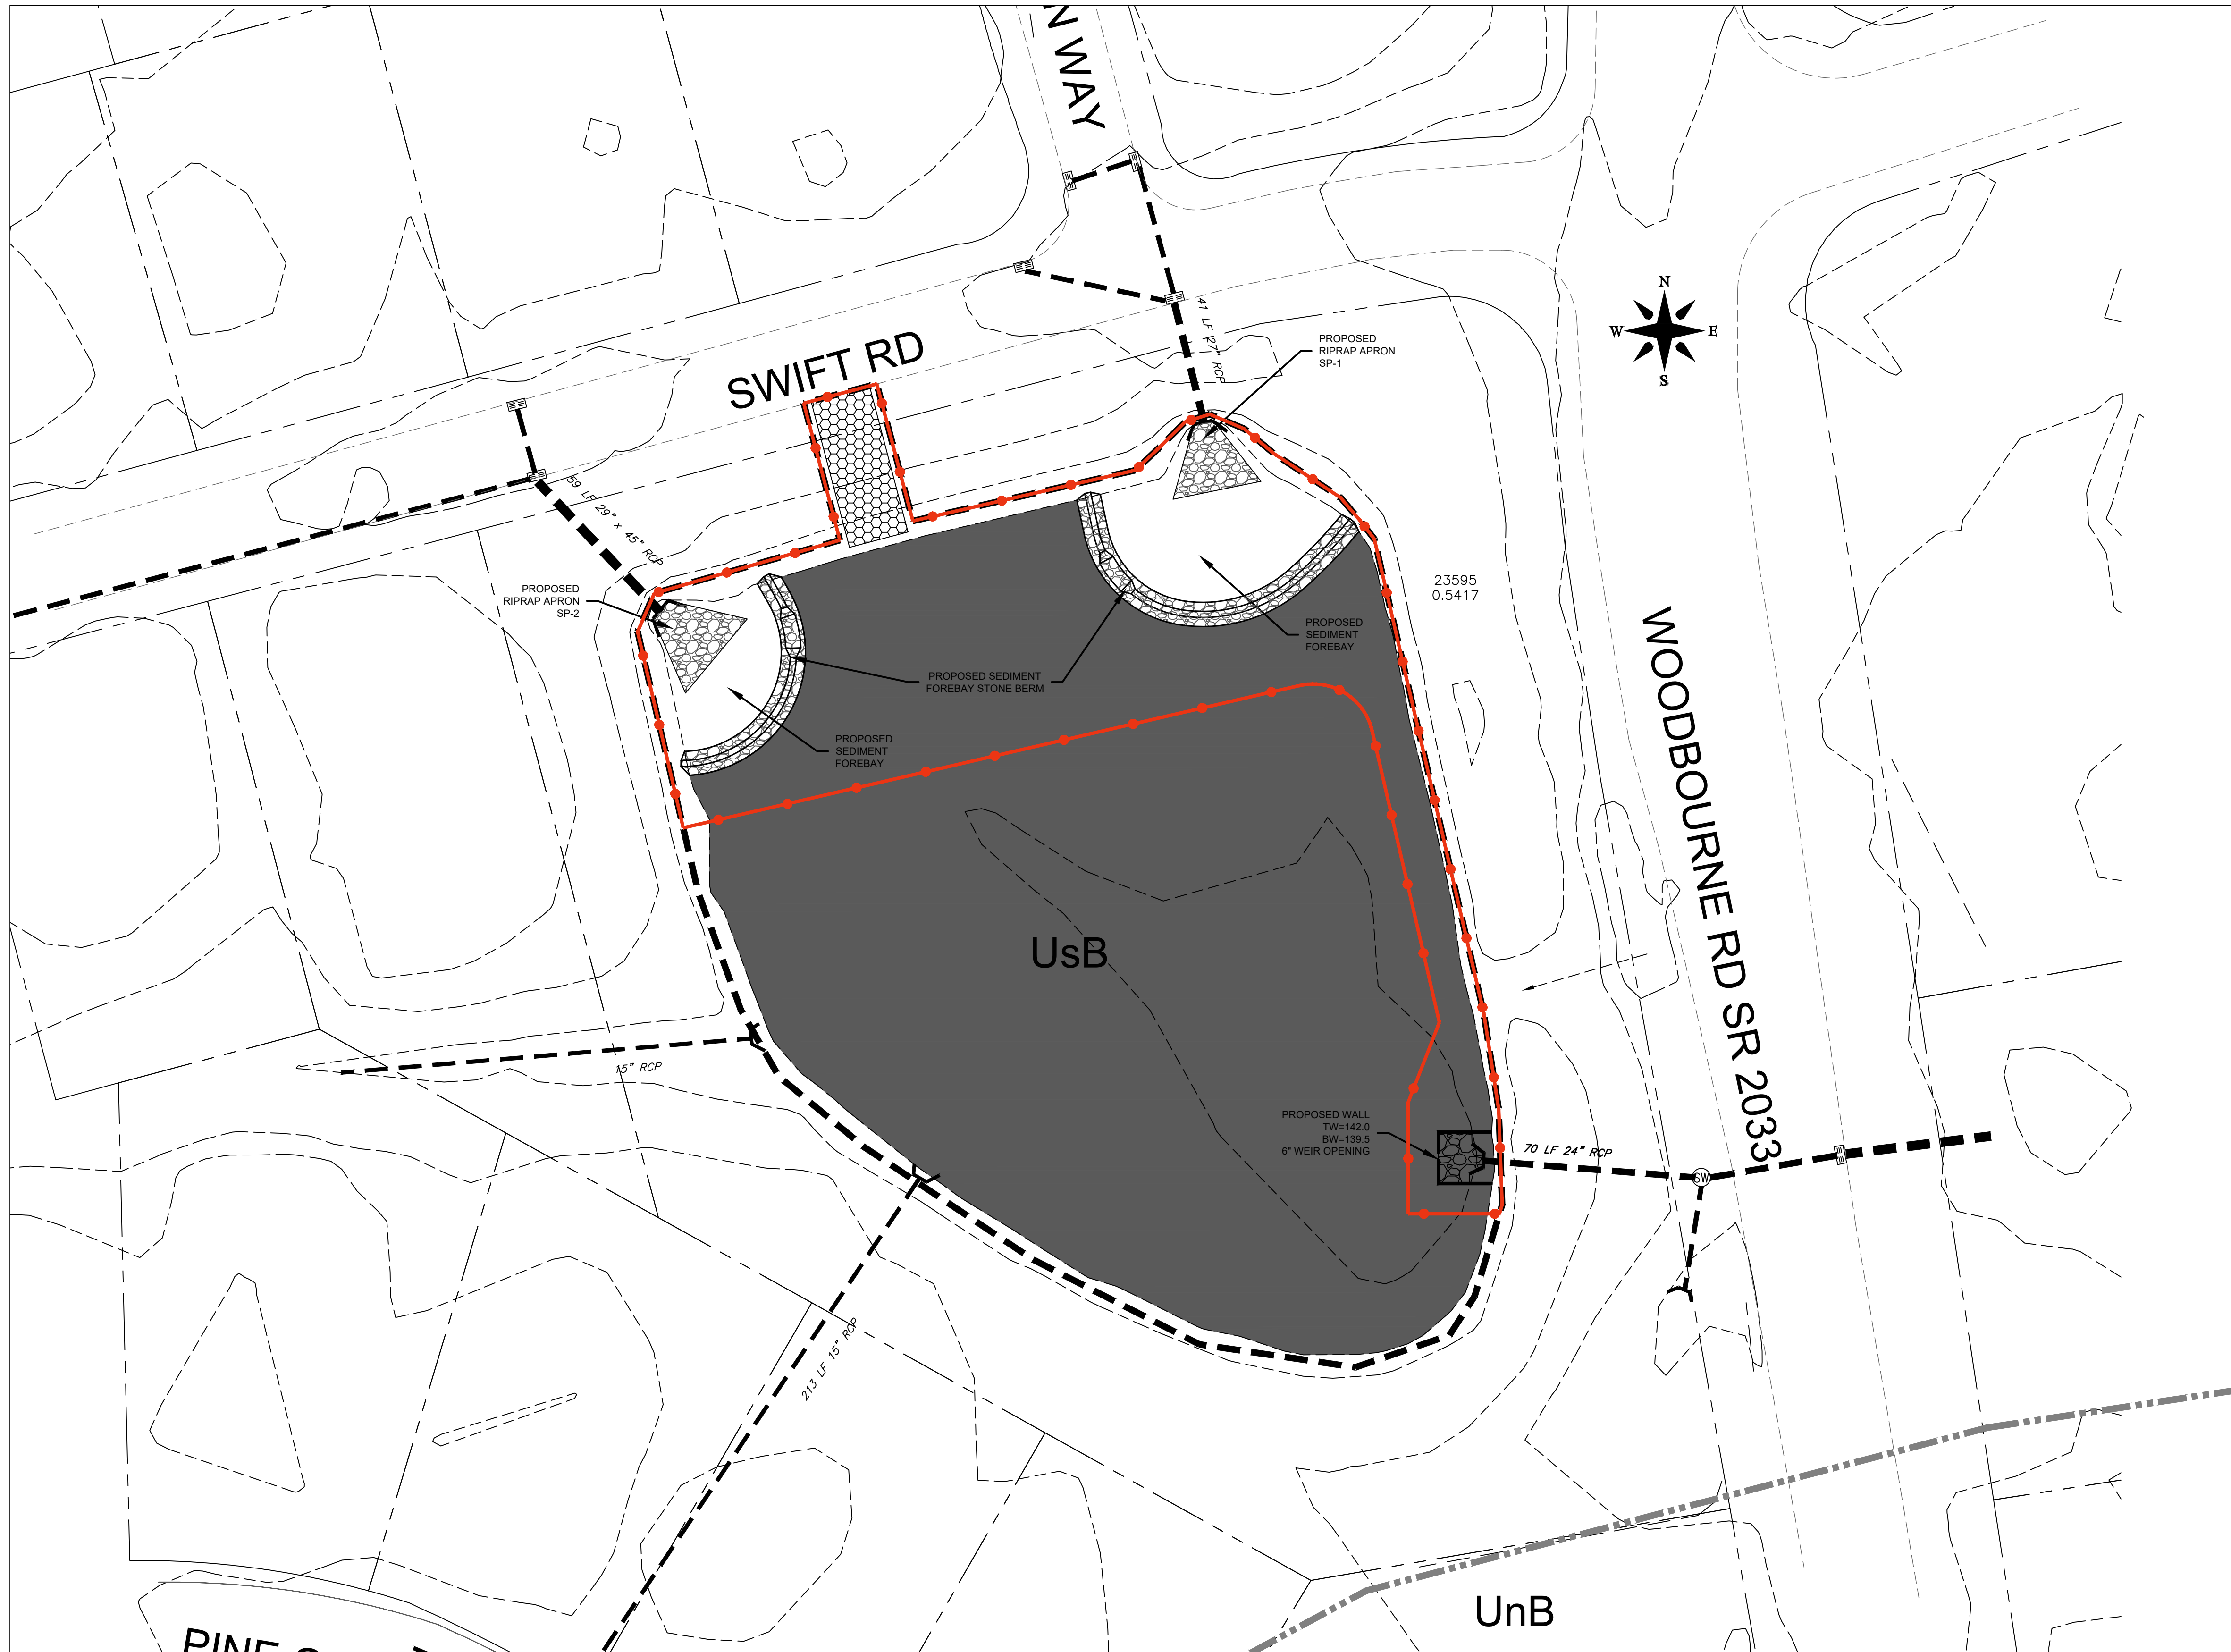 N WAY
N
W E
S
SWIFT RD
41 LF 27" RCP
PROPOSED
RIPRAP APRON
SP-1
59 LF 29" x 45" RCP
PROPOSED
RIPRAP APRON
SP-2
23595
0.5417
PROPOSED
SEDIMENT
FOREBAY
PROPOSED SEDIMENT
FOREBAY STONE BERM
PROPOSED
SEDIMENT
FOREBAY
WOODBOURNE RD SR 2033
UsB
15" RCP
PROPOSED WALL
TW=142.0
BW=139.5
6" WEIR OPENING
70 LF 24" RCP
SW
213 LF 15" RCP
UnB
PINE